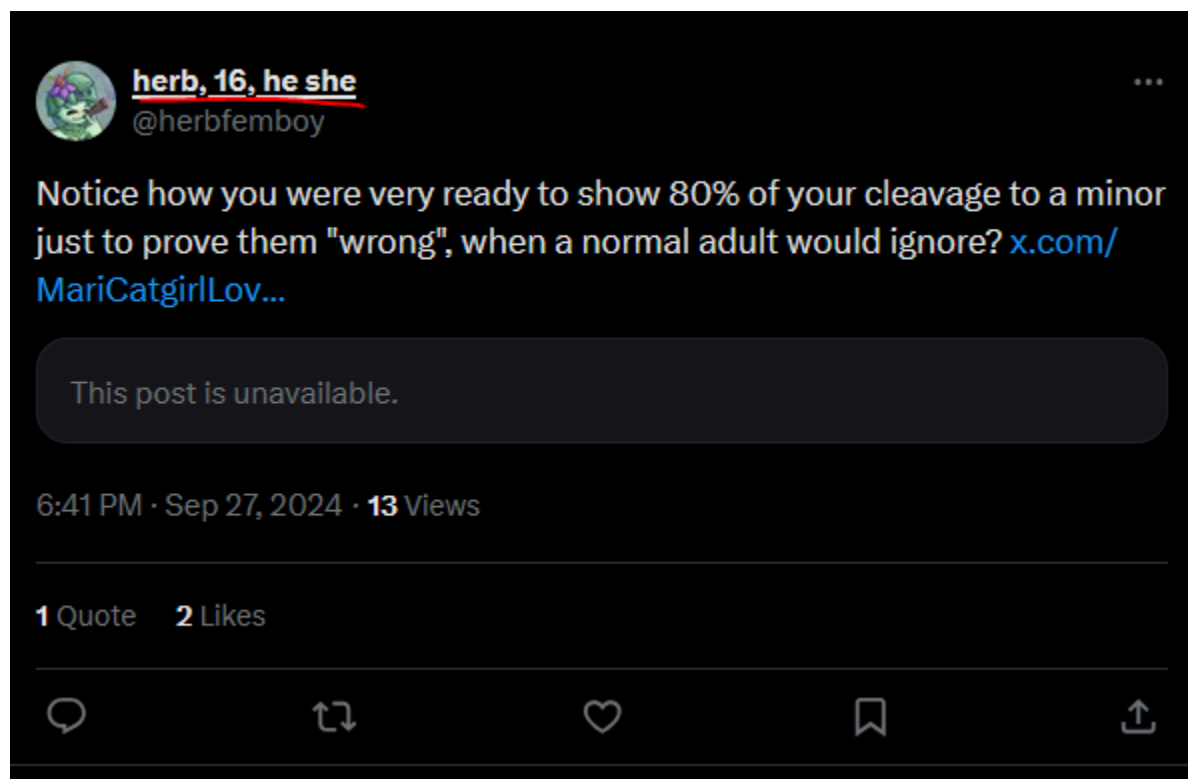 herb, 16, he she
@herbfemboy
Notice how you were very ready to show 80% of your cleavage to a minor
just to prove them "wrong", when a normal adult would ignore? x.com/
MariCatgirlLov...
This post is unavailable.
6:41 PM · Sep 27, 2024 · 13 Views
1 Quote 2 Likes